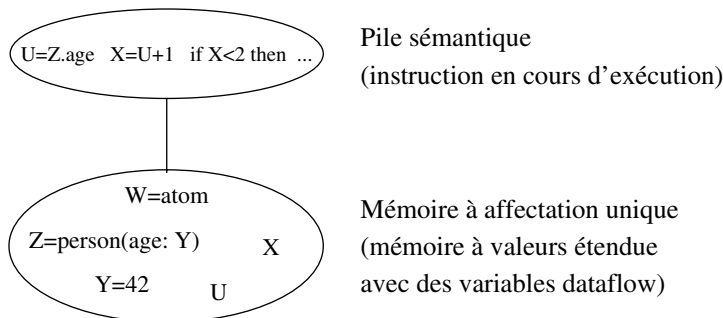 U=Z.age X=U+1 if X<2 then ...
Pile sémantique
(instruction en cours d'exécution)
W=atom
Z=person(age: Y)
X
Y=42
U
Mémoire à affectation unique
(mémoire à valeurs étendue
avec des variables dataflow)